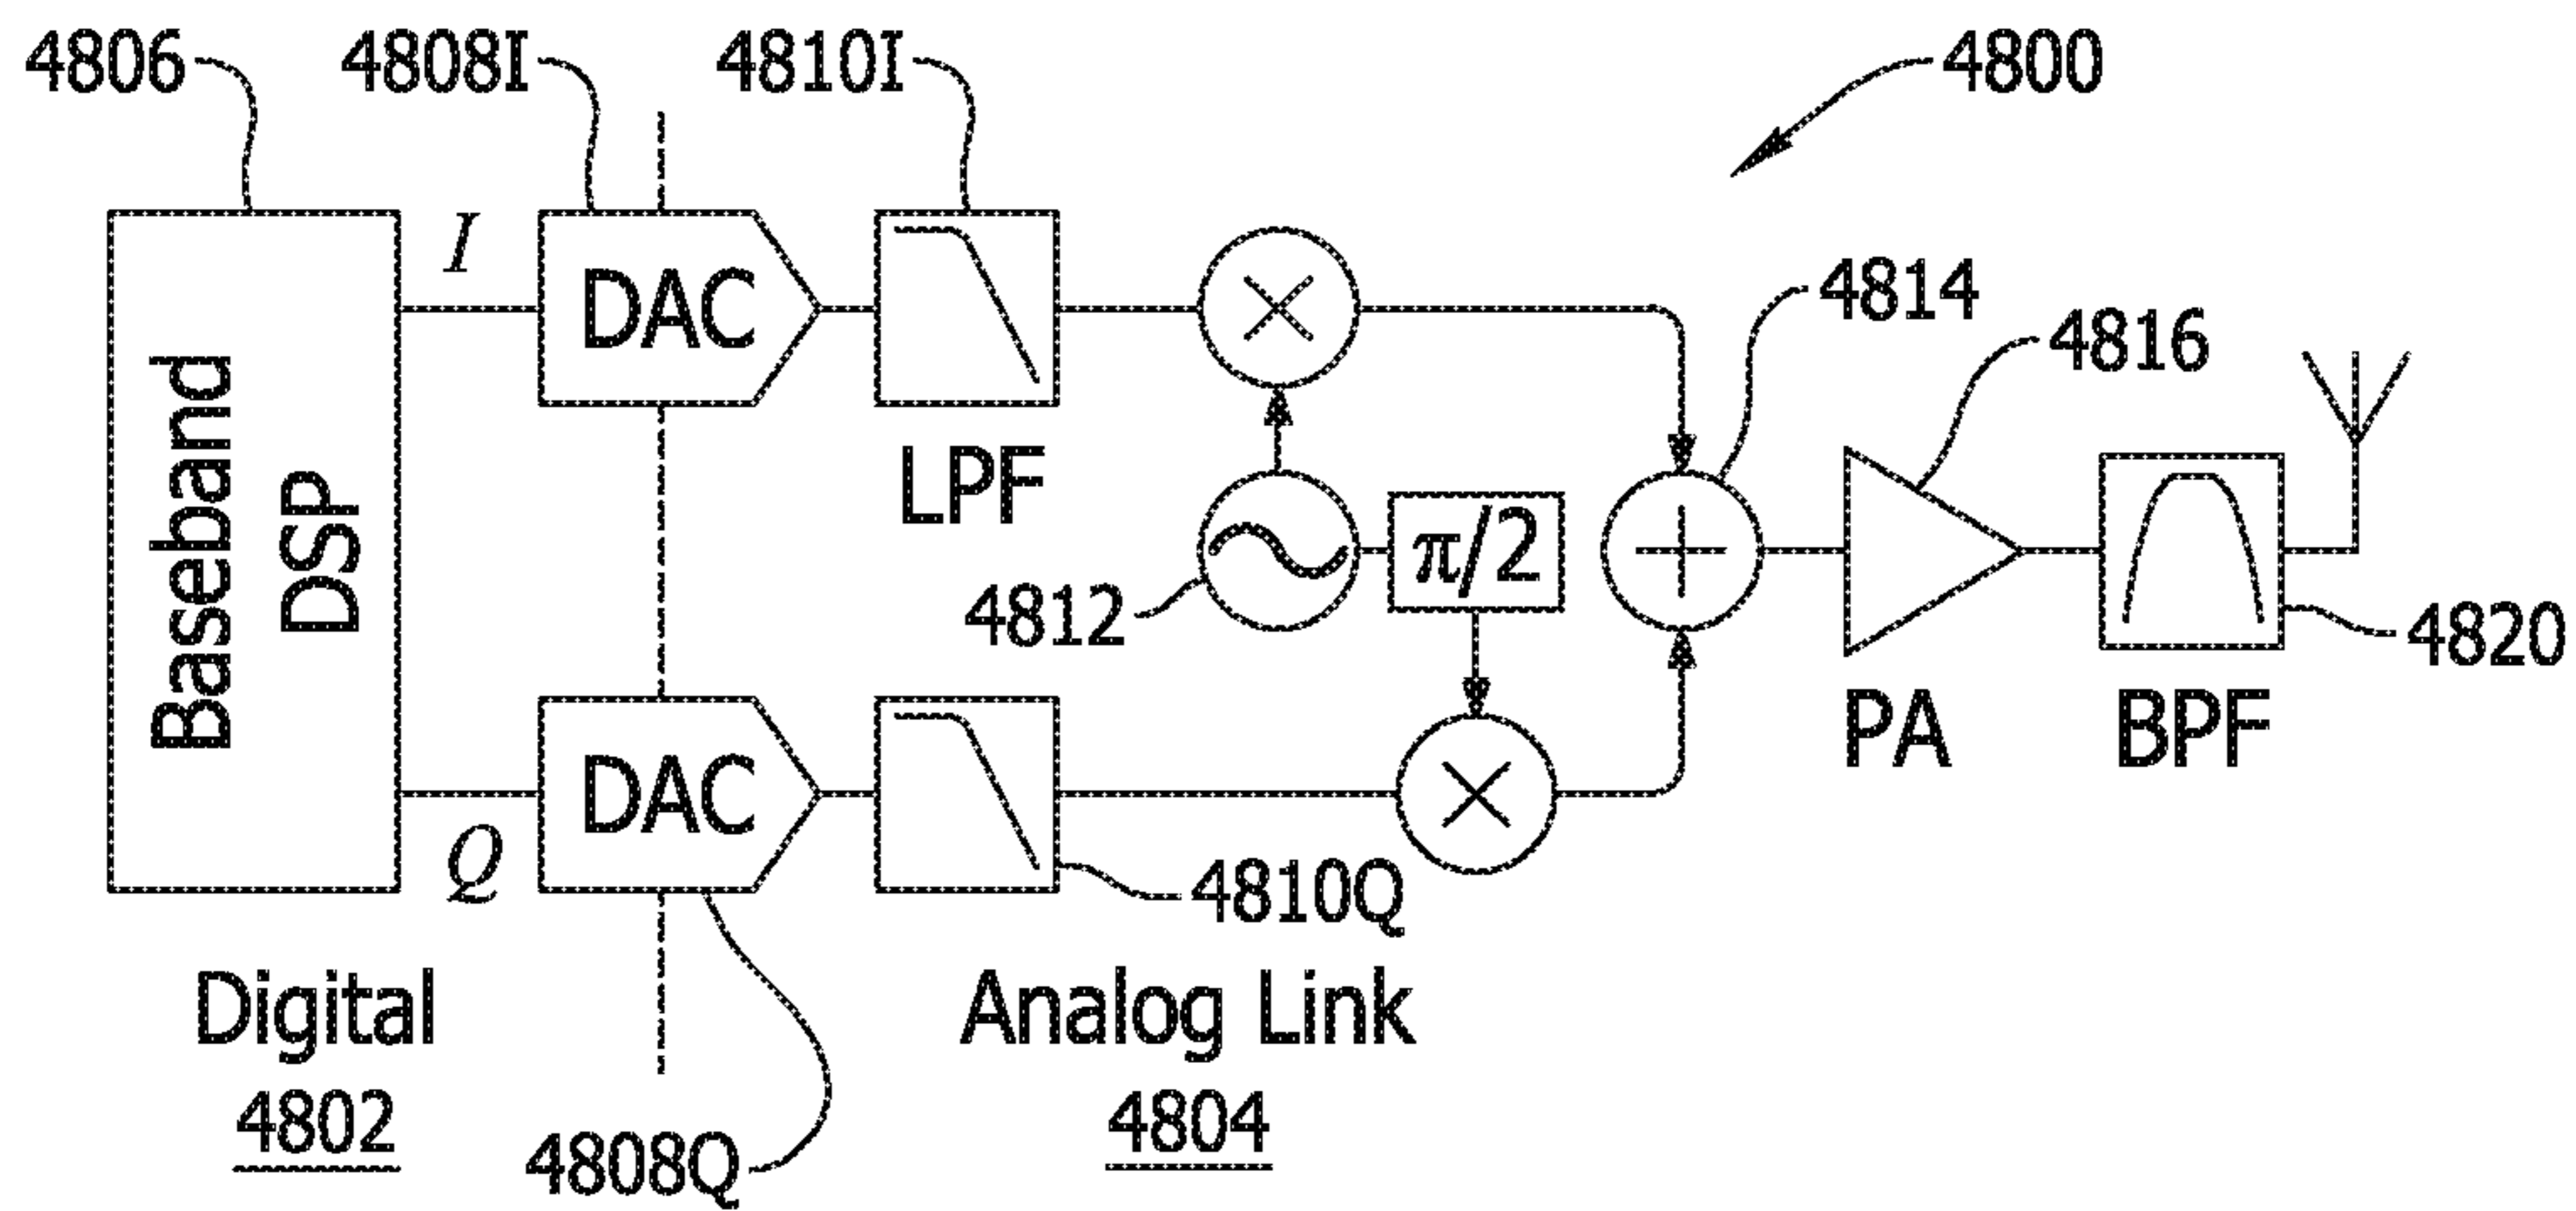 4806
4808I
4810I
4800
I
DAC
4814
4816
LPF
Baseband
DSP
π/2
4812
4820
PA
BPF
DAC
Q
4810Q
Digital
Analog Link
4802
4804
4808Q